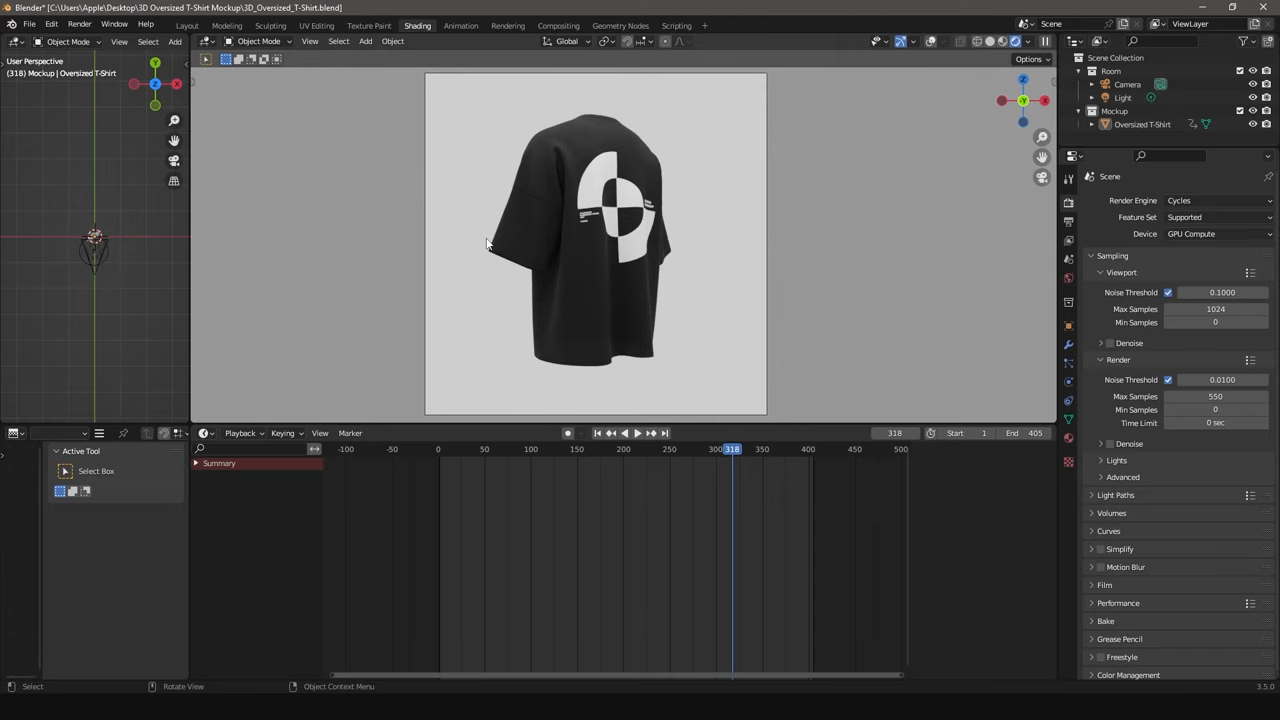 Blender* [C:\Users\Apple\Desktop\3D Oversized T-Shirt Mockup\3D_Oversized_T-Shirt.blend]
File Edit Render Window Help Layout Modeling Sculpting UV Editing Texture Paint Shading Animation Rendering Compositing Geometry Nodes Scripting + Scene ViewLayer
Object Mode View Select Add Object Mode View Select Add Object Global
User Perspective
(318) Mockup | Oversized T-Shirt
Options
Z
Y
X
-Y
X
Scene Collection
Room
Camera
Light
Mockup
Oversized T-Shirt
Scene
Render Engine Cycles
Feature Set Supported
Device GPU Compute
Sampling
Viewport
Noise Threshold 0.1000
Max Samples 1024
Min Samples 0
Denoise
Render
Noise Threshold 0.0100
Max Samples 550
Min Samples 0
Time Limit 0 sec
Denoise
Lights
Advanced
Light Paths
Volumes
Curves
Simplify
Motion Blur
Film
Performance
Bake
Grease Pencil
Freestyle
Color Management
Active Tool
Select Box
Playback Keying View Marker 318 Start 1 End 405
-100 -50 0 50 100 150 200 250 300 318 350 400 450 500
Summary
Select Rotate View Object Context Menu 3.5.0